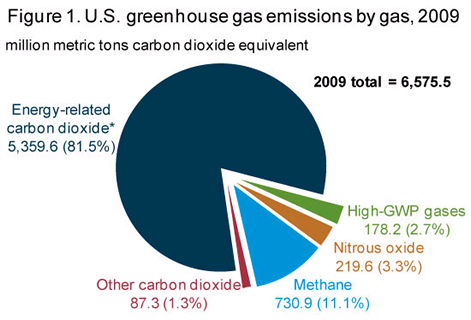 Figure 1. U.S. greenhouse gas emissions by gas, 2009
million metric tons carbon dioxide equivalent
2009 total = 6,575.5
Energy-related
carbon dioxide*
5,359.6 (81.5%)
High-GWP gases
178.2 (2.7%)
Nitrous oxide
219.6 (3.3%)
Methane
730.9 (11.1%)
Other carbon dioxide
87.3 (1.3%)